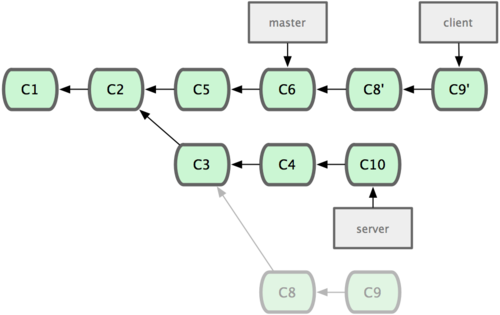 master client
C1 C2 C5 C6 C8' C9'
C3 C4 C10
server
C8 C9